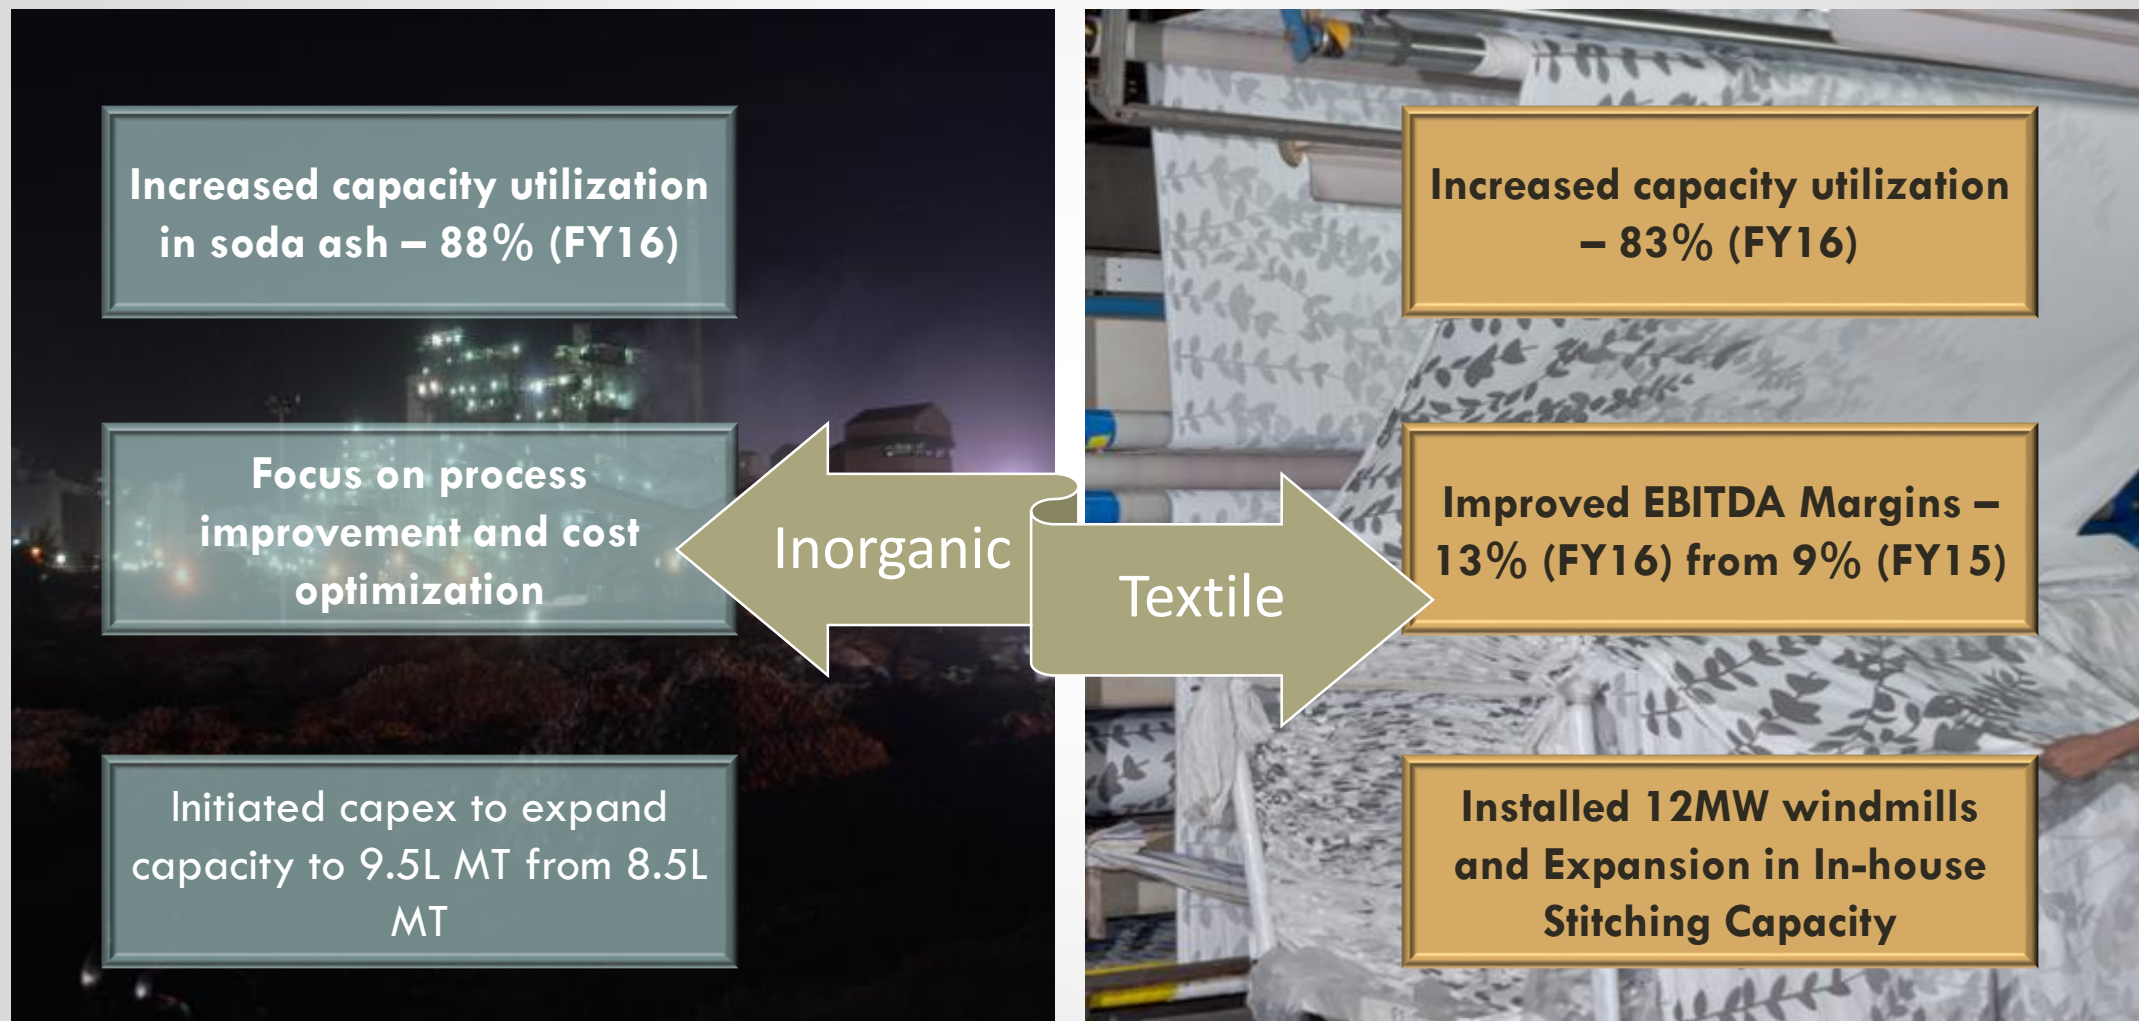 Increased capacity utilization
in soda ash – 88% (FY16)
Focus on process
improvement and cost
optimization
Initiated capex to expand
capacity to 9.5L MT from 8.5L
MT
Inorganic
Textile
Increased capacity utilization
– 83% (FY16)
Improved EBITDA Margins –
13% (FY16) from 9% (FY15)
Installed 12MW windmills
and Expansion in In-house
Stitching Capacity